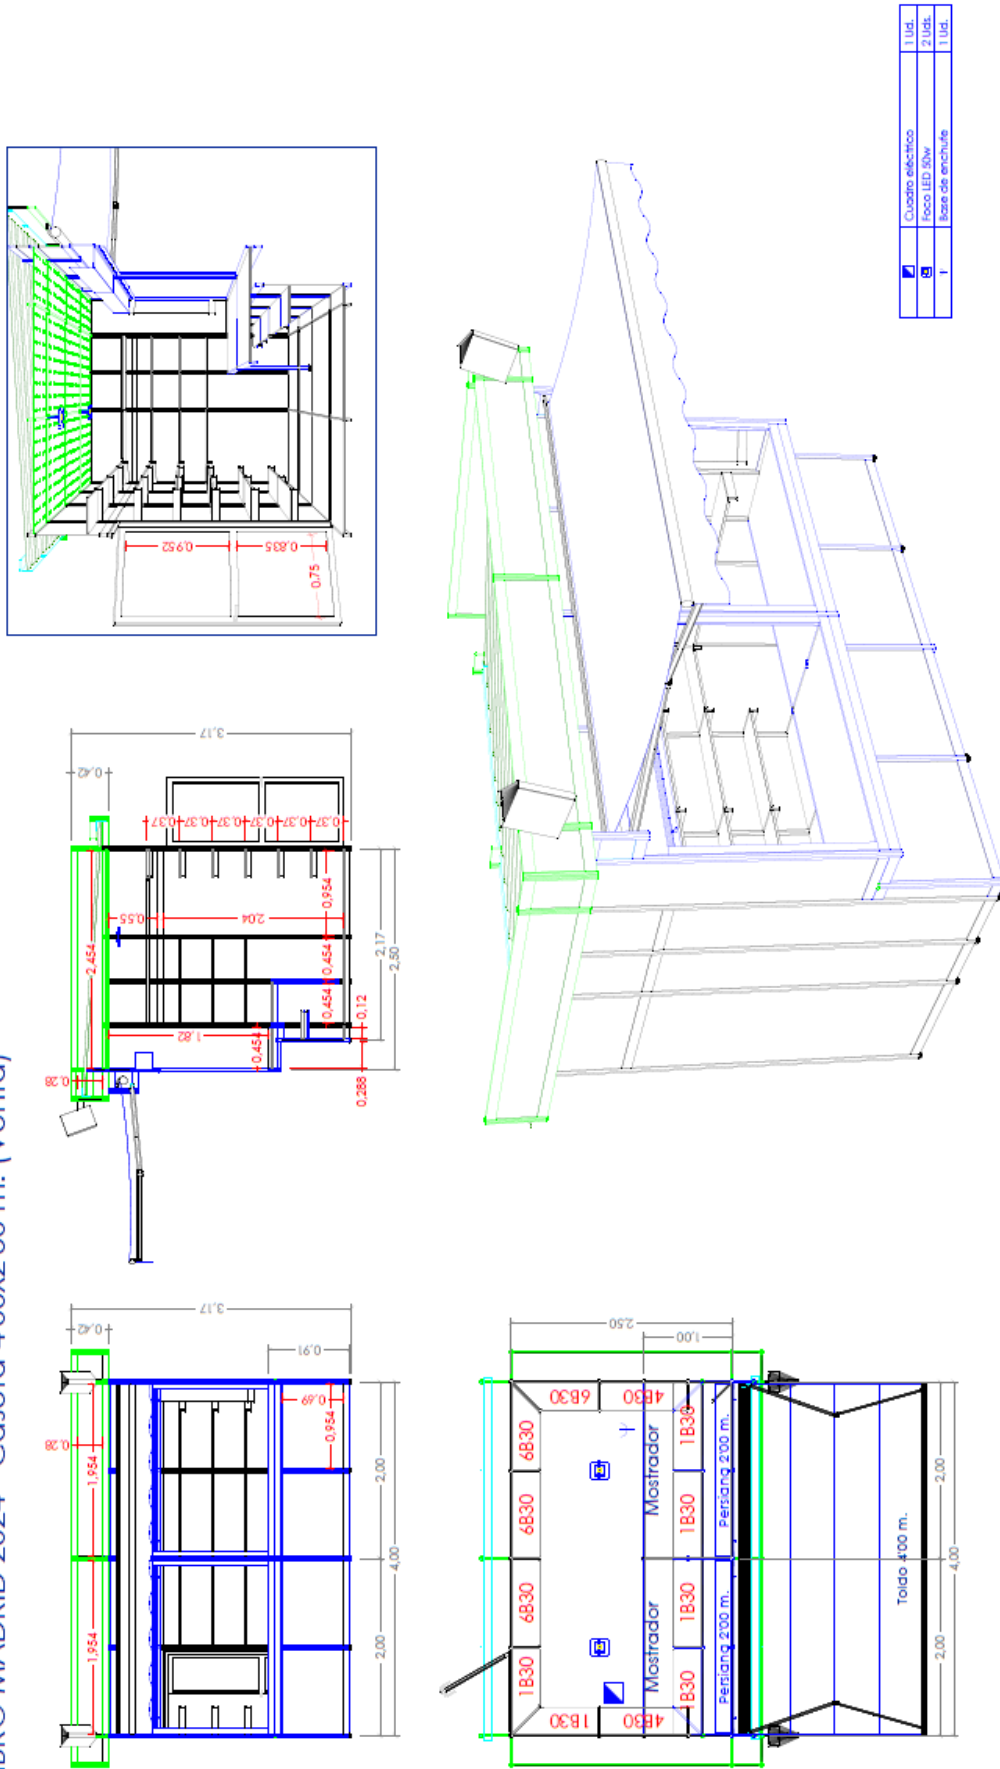 MADRID 2024
0,28
1,954
1,954
0,42
3,17
0,91
0,69
0,954
2,00
2,00
4,00
0,28
2,454
0,42
3,17
0,55
2,04
1,82
0,37
0,37
0,37
0,37
0,37
0,37
0,954
0,454
0,454
0,454
0,12
0,288
2,17
2,50
0,952
0,835
0,75
1B30
6B30
6B30
6B30
1B30
4B30
6B30
4B30
Mostrador
Mostrador
1B30
1B30
1B30
1B30
Persiana 2'00 m.
Persiana 2'00 m.
2,50
1,00
Toldo 4'00 m.
2,00
2,00
4,00
Cuadro eléctrico 1 Ud.
Foco LED 50w 2 Uds.
Base de enchufe 1 Ud.